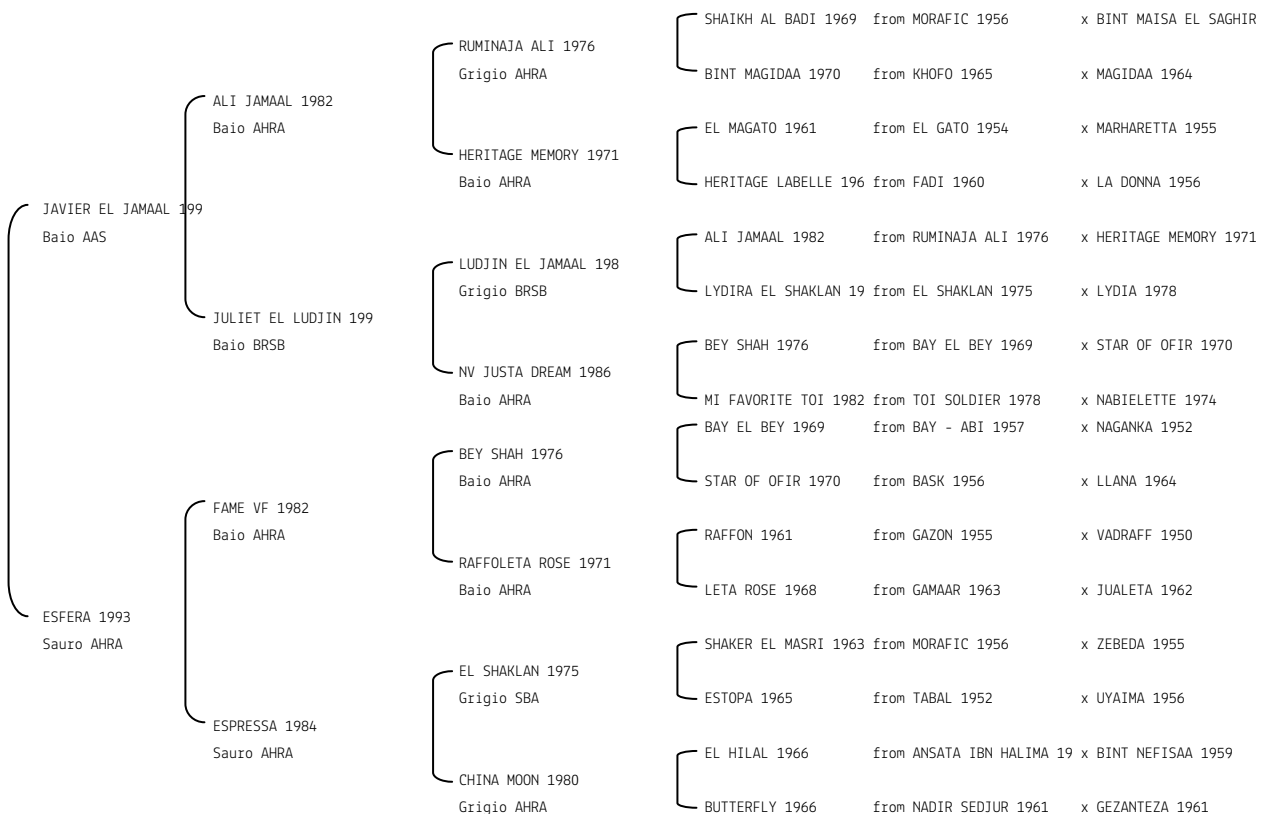 SHAIKH AL BADI 1969 from MORAFIC 1956 x BINT MAISA EL SAGHIR
RUMINAJA ALI 1976
Grigio AHRA
BINT MAGIDAA 1970 from KHOFO 1965 x MAGIDAA 1964
ALI JAMAAL 1982
Baio AHRA
EL MAGATO 1961 from EL GATO 1954 x MARHARETTA 1955
HERITAGE MEMORY 1971
Baio AHRA
HERITAGE LABELLE 196 from FADI 1960 x LA DONNA 1956
JAVIER EL JAMAAL 199
Baio AAS
ALI JAMAAL 1982 from RUMINAJA ALI 1976 x HERITAGE MEMORY 1971
LUDJIN EL JAMAAL 198
Grigio BRSB
LYDIRA EL SHAKLAN 19 from EL SHAKLAN 1975 x LYDIA 1978
JULIET EL LUDJIN 199
Baio BRSB
BEY SHAH 1976 from BAY EL BEY 1969 x STAR OF OFIR 1970
NV JUSTA DREAM 1986
Baio AHRA
MI FAVORITE TOI 1982 from TOI SOLDIER 1978 x NABIELETTE 1974
BAY EL BEY 1969 from BAY - ABI 1957 x NAGANKA 1952
BEY SHAH 1976
Baio AHRA
STAR OF OFIR 1970 from BASK 1956 x LLANA 1964
FAME VF 1982
Baio AHRA
RAFFON 1961 from GAZON 1955 x VADRAFF 1950
RAFFOLETA ROSE 1971
Baio AHRA
LETA ROSE 1968 from GAMAAR 1963 x JUALETA 1962
ESFERA 1993
Sauro AHRA
SHAKER EL MASRI 1963 from MORAFIC 1956 x ZEBEDA 1955
EL SHAKLAN 1975
Grigio SBA
ESTOPA 1965 from TABAL 1952 x UYAIMA 1956
ESPRESSA 1984
Sauro AHRA
EL HILAL 1966 from ANSATA IBN HALIMA 19 x BINT NEFISAA 1959
CHINA MOON 1980
Grigio AHRA
BUTTERFLY 1966 from NADIR SEDJUR 1961 x GEZANTEZA 1961